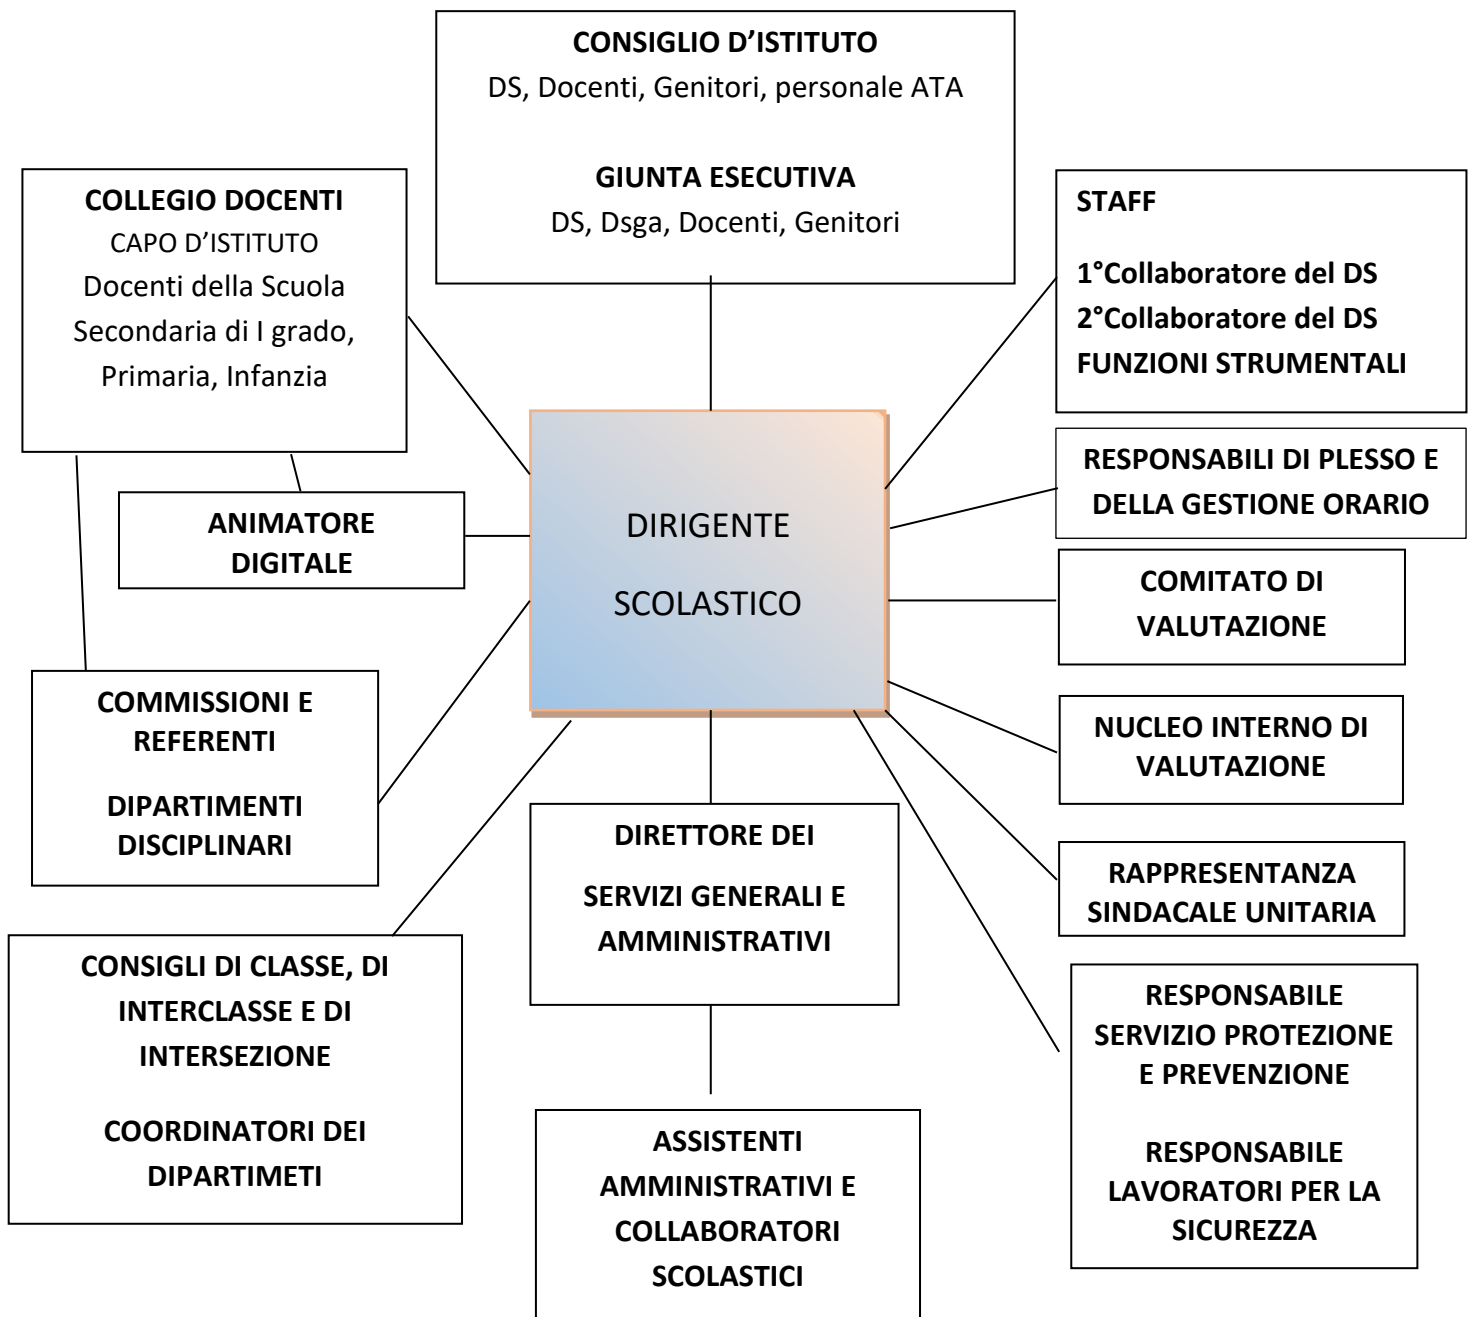 CONSIGLIO D’ISTITUTO
DS, Docenti, Genitori, personale ATA
GIUNTA ESECUTIVA
DS, Dsga, Docenti, Genitori
COLLEGIO DOCENTI
CAPO D’ISTITUTO
Docenti della Scuola
Secondaria di I grado,
Primaria, Infanzia
STAFF
1°Collaboratore del DS
2°Collaboratore del DS
FUNZIONI STRUMENTALI
RESPONSABILI DI PLESSO E
DELLA GESTIONE ORARIO
ANIMATORE
DIGITALE
DIRIGENTE
SCOLASTICO
COMITATO DI
VALUTAZIONE
COMMISSIONI E
REFERENTI
DIPARTIMENTI
DISCIPLINARI
NUCLEO INTERNO DI
VALUTAZIONE
DIRETTORE DEI
SERVIZI GENERALI E
AMMINISTRATIVI
RAPPRESENTANZA
SINDACALE UNITARIA
CONSIGLI DI CLASSE, DI
INTERCLASSE E DI
INTERSEZIONE
COORDINATORI DEI
DIPARTIMETI
RESPONSABILE
SERVIZIO PROTEZIONE
E PREVENZIONE
RESPONSABILE
LAVORATORI PER LA
SICUREZZA
ASSISTENTI
AMMINISTRATIVI E
COLLABORATORI
SCOLASTICI